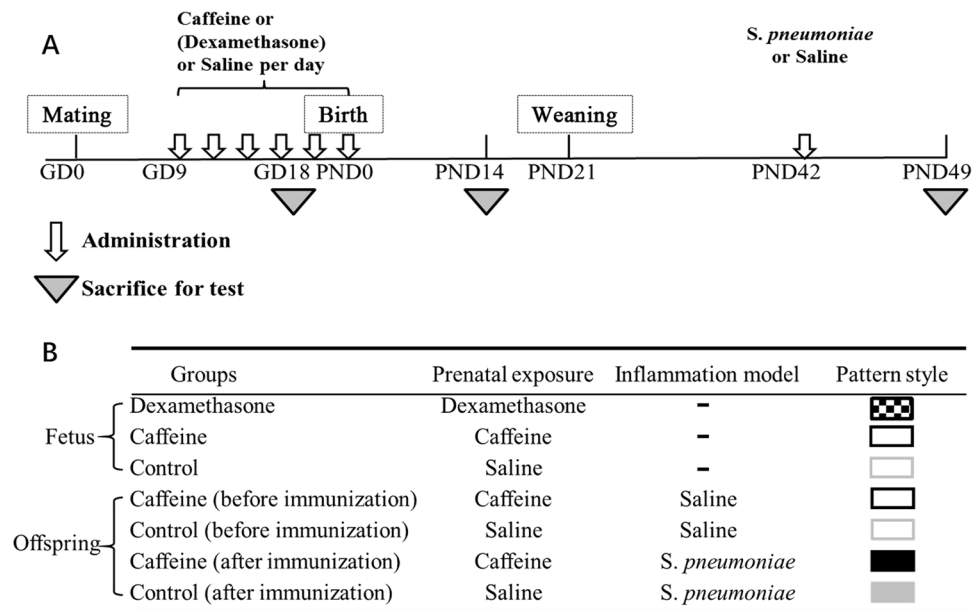 A
Caffeine or
(Dexamethasone)
or Saline per day
S. pneumoniae
or Saline
Mating
Birth
Weaning
GD0 GD9 GD18 PND0 PND14 PND21 PND42 PND49
Administration
Sacrifice for test
B
Groups Prenatal exposure Inflammation model Pattern style
Fetus
Dexamethasone Dexamethasone -
Caffeine Caffeine -
Control Saline -
Offspring
Caffeine (before immunization) Caffeine Saline
Control (before immunization) Saline Saline
Caffeine (after immunization) Caffeine S. pneumoniae
Control (after immunization) Saline S. pneumoniae